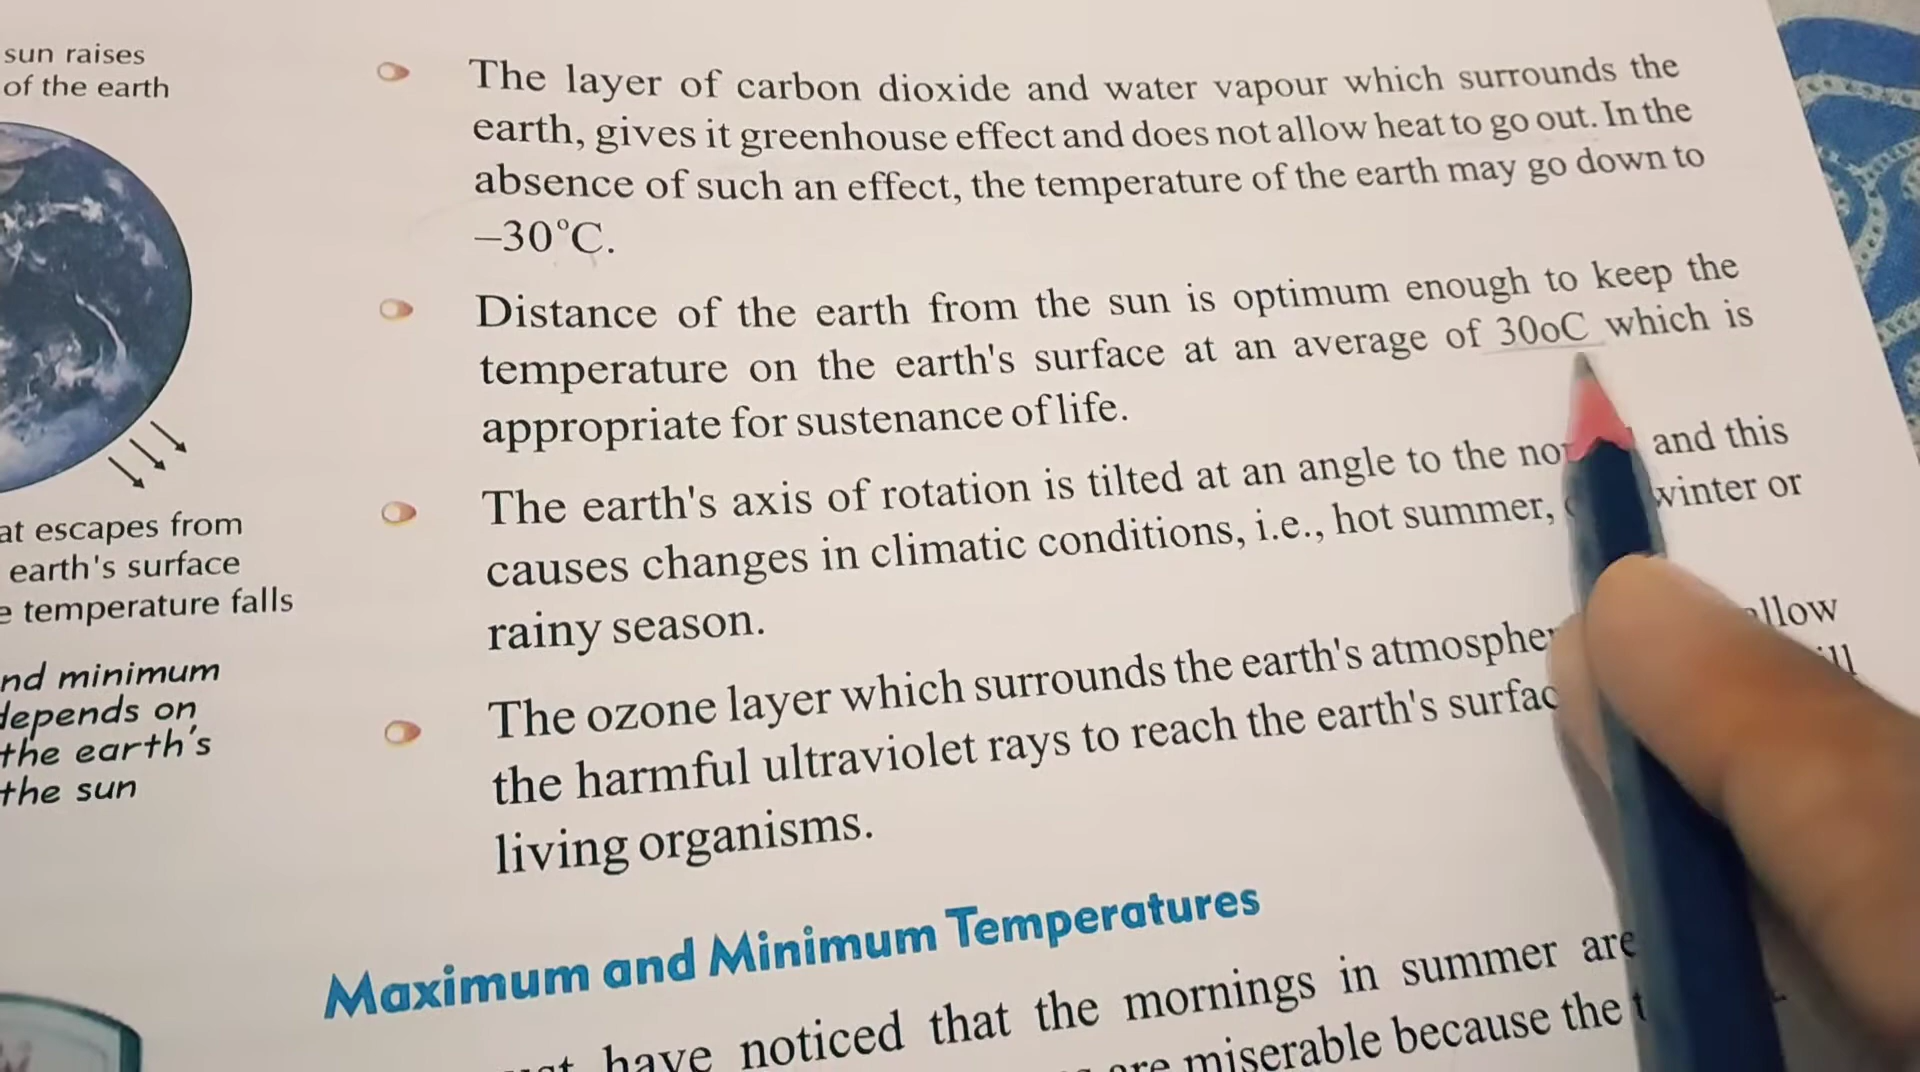 sun raises
of the earth
at escapes from
earth's surface
e temperature falls
nd minimum
depends on
the earth's
the sun
The layer of carbon dioxide and water vapour which surrounds the
earth, gives it greenhouse effect and does not allow heat to go out. In the
absence of such an effect, the temperature of the earth may go down to
–30°C.
Distance of the earth from the sun is optimum enough to keep the
temperature on the earth's surface at an average of 30oC which is
appropriate for sustenance of life.
The earth's axis of rotation is tilted at an angle to the no and this
causes changes in climatic conditions, i.e., hot summer, winter or
rainy season.
The ozone layer which surrounds the earth's atmospher allow
the harmful ultraviolet rays to reach the earth's surfac ill
living organisms.
Maximum and Minimum Temperatures
have noticed that the mornings in summer are
are miserable because the t